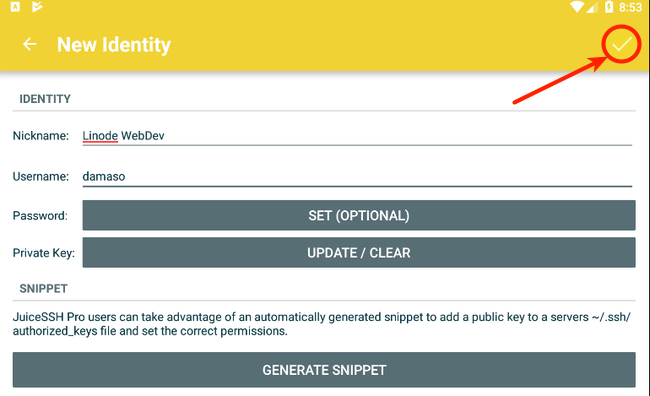 8:53
New Identity
IDENTITY
Nickname: Linode WebDev
Username: damaso
Password: SET (OPTIONAL)
Private Key: UPDATE / CLEAR
SNIPPET
JuiceSSH Pro users can take advantage of an automatically generated snippet to add a public key to a servers ~/.ssh/
authorized_keys file and set the correct permissions.
GENERATE SNIPPET